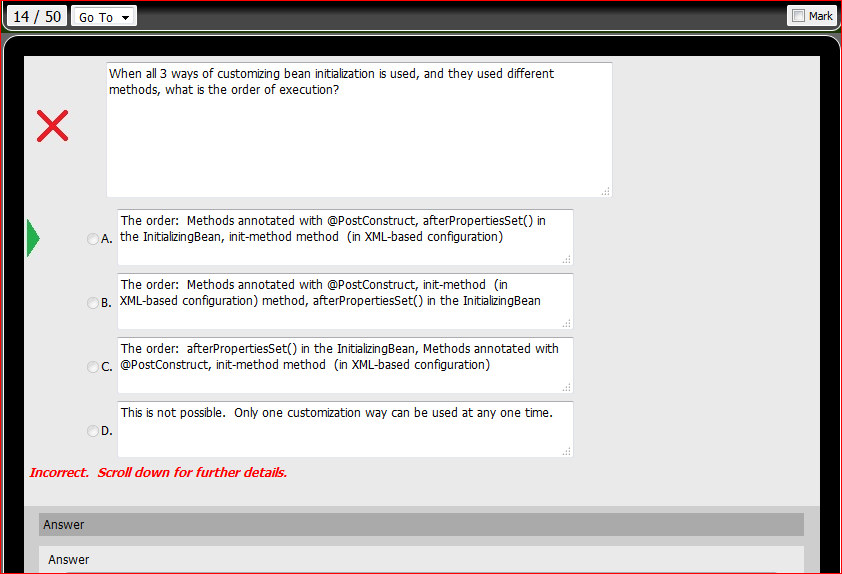 14 / 50 Go To Mark
When all 3 ways of customizing bean initialization is used, and they used different
methods, what is the order of execution?
A. The order:  Methods annotated with @PostConstruct, afterPropertiesSet() in
the InitializingBean, init-method method  (in XML-based configuration)
B. The order:  Methods annotated with @PostConstruct, init-method  (in
XML-based configuration) method, afterPropertiesSet() in the InitializingBean
C. The order:  afterPropertiesSet() in the InitializingBean, Methods annotated with
@PostConstruct, init-method method  (in XML-based configuration)
D. This is not possible.  Only one customization way can be used at any one time.
Incorrect.  Scroll down for further details.
Answer
Answer